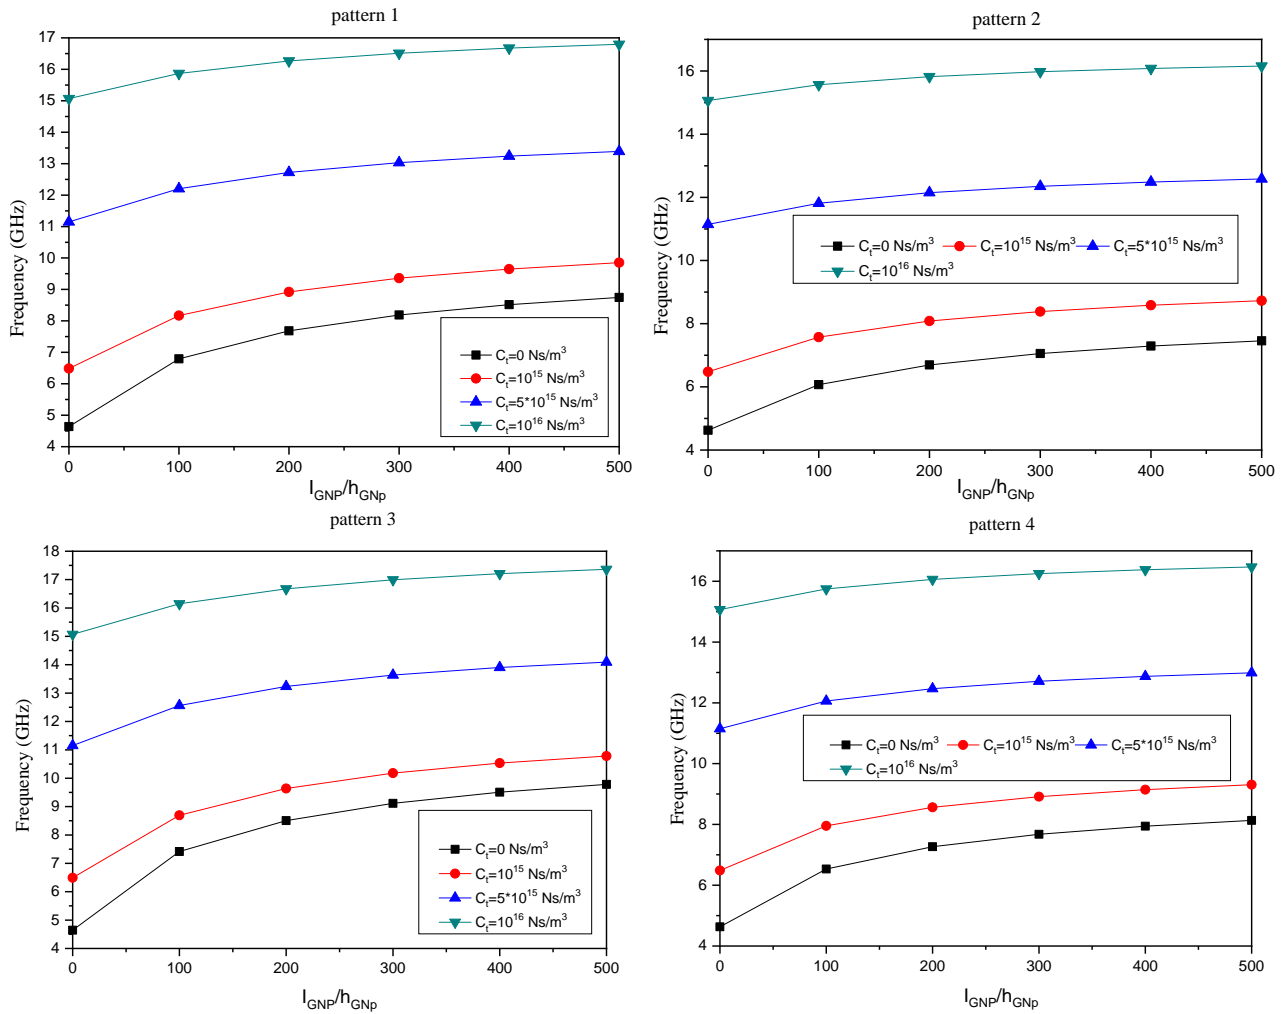 pattern 1
17
16
15
14
13
12
11
10
9
8
7
6
5
4
Frequency (GHz)
C_t=0 Ns/m^3
C_t=10^15 Ns/m^3
C_t=5*10^15 Ns/m^3
C_t=10^16 Ns/m^3
0 100 200 300 400 500
l_GNP/h_GNp
pattern 2
16
14
12
10
8
6
4
Frequency (GHz)
C_t=0 Ns/m^3 C_t=10^15 Ns/m^3 C_t=5*10^15 Ns/m^3
C_t=10^16 Ns/m^3
0 100 200 300 400 500
l_GNP/h_GNp
pattern 3
18
17
16
15
14
13
12
11
10
9
8
7
6
5
4
Frequency (GHz)
C_t=0 Ns/m^3
C_t=10^15 Ns/m^3
C_t=5*10^15 Ns/m^3
C_t=10^16 Ns/m^3
0 100 200 300 400 500
l_GNP/h_GNp
pattern 4
16
14
12
10
8
6
4
Frequency (GHz)
C_t=0 Ns/m^3 C_t=10^15 Ns/m^3 C_t=5*10^15 Ns/m^3
C_t=10^16 Ns/m^3
0 100 200 300 400 500
l_GNP/h_GNp